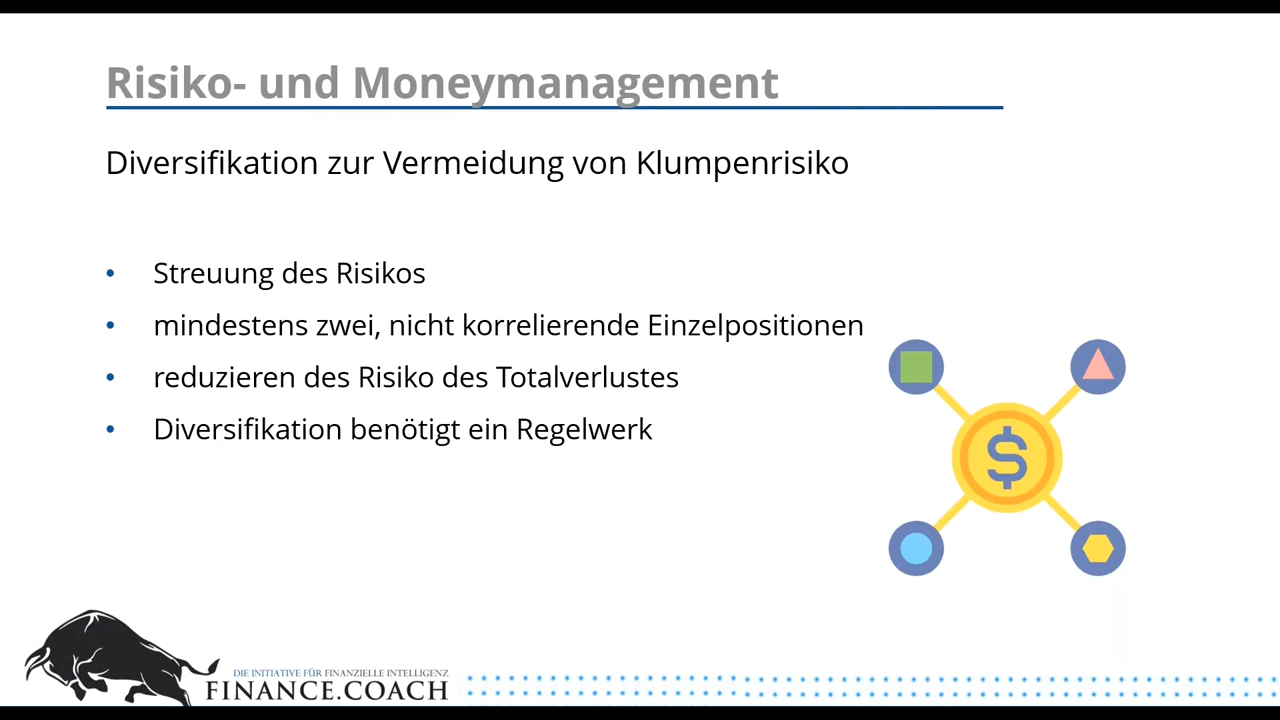 Risiko- und Moneymanagement
Diversifikation zur Vermeidung von Klumpenrisiko
• Streuung des Risikos
• mindestens zwei, nicht korrelierende Einzelpositionen
• reduzieren des Risiko des Totalverlustes
• Diversifikation benötigt ein Regelwerk
$
DIE INITIATIVE FÜR FINANZIELLE INTELLIGENZ
FINANCE.COACH